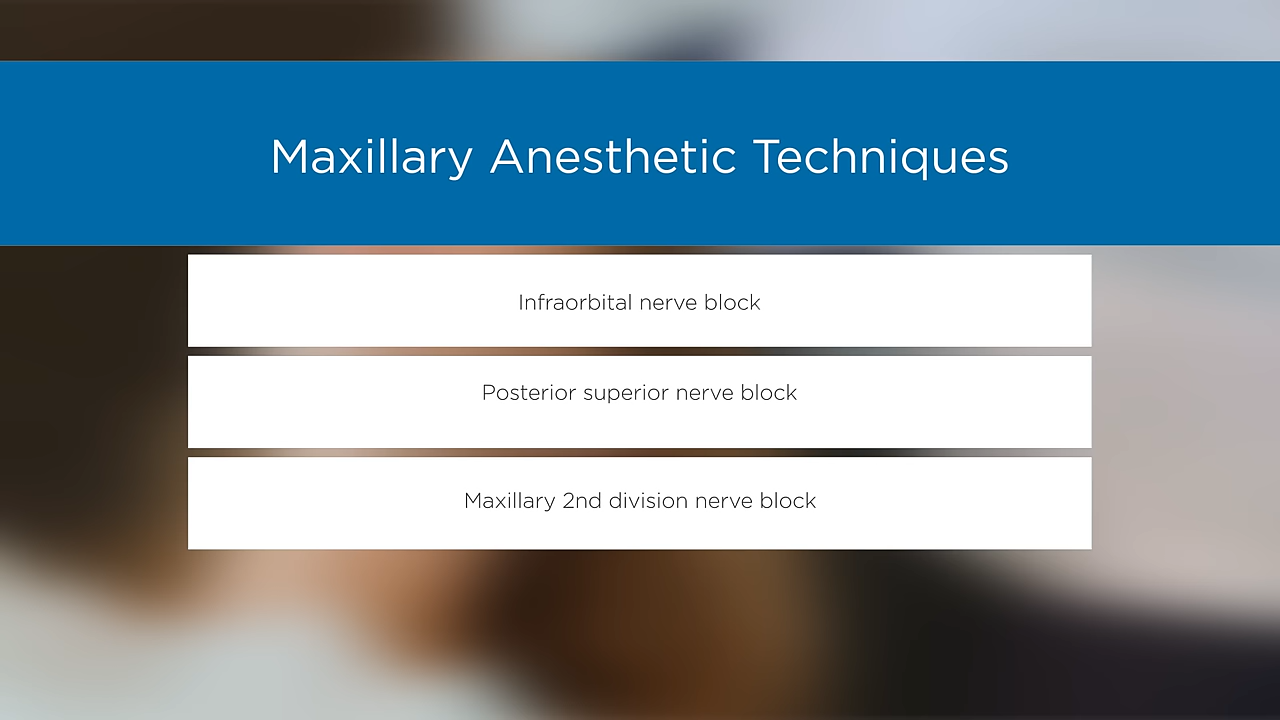 Maxillary Anesthetic Techniques
Infraorbital nerve block
Posterior superior nerve block
Maxillary 2nd division nerve block